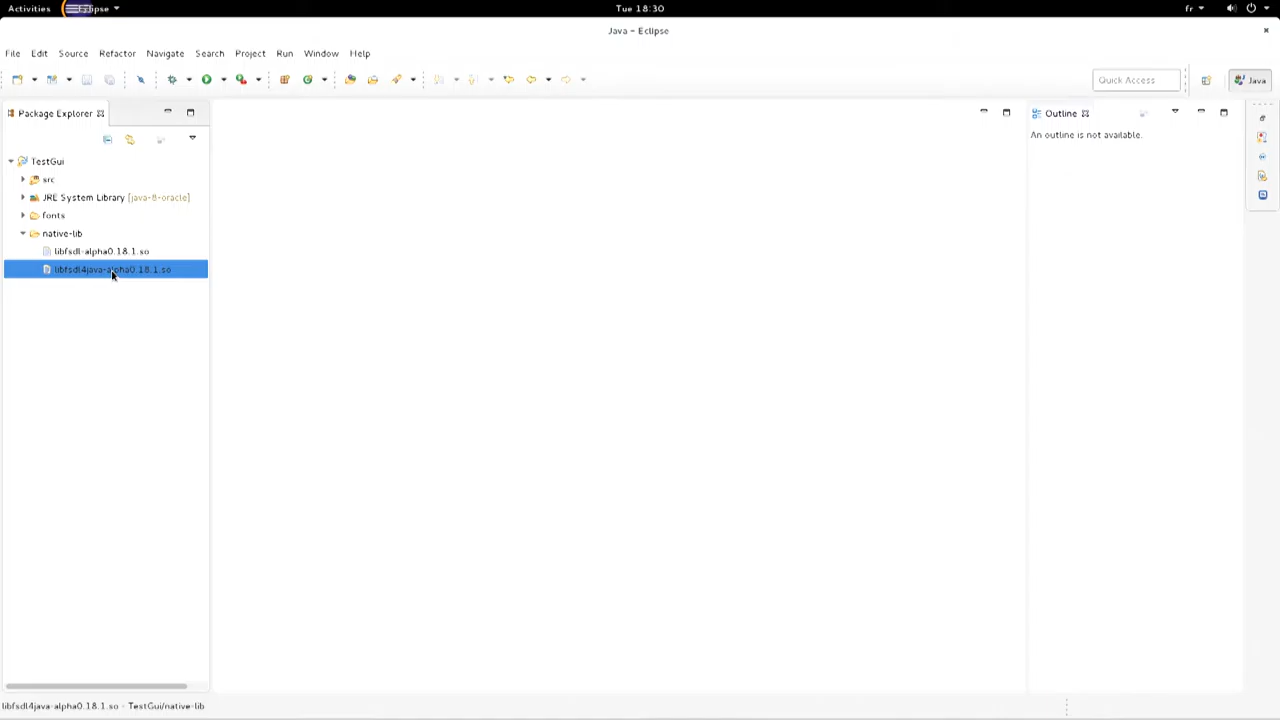 Activities Eclipse Tue 18:30 fr
Java - Eclipse
File Edit Source Refactor Navigate Search Project Run Window Help
Quick Access Java
Package Explorer
Outline
An outline is not available.
TestGui
src
JRE System Library [java-8-oracle]
fonts
native-lib
libfsdl-alpha0.18.1.so
libfsdl4java-alpha0.18.1.so
libfsdl4java-alpha0.18.1.so - TestGui/native-lib